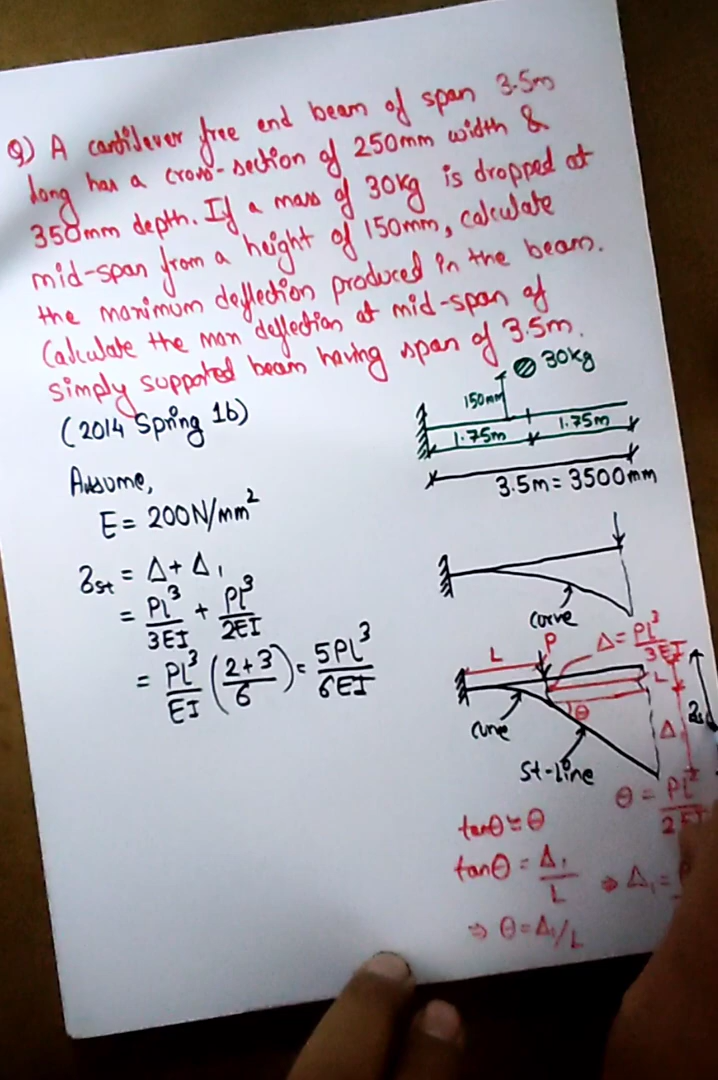 Q) A cantilever free end beam of span 3.5m
long has a cross-section of 250mm width &
350mm depth. If a mass of 30kg is dropped at
mid-span from a height of 150mm, calculate
the maximum deflection produced in the beam.
Calculate the max deflection at mid-span of
simply supported beam having span of 3.5m.
(2014 Spring 1b)
30kg
150mm
1.75m 1.75m
3.5m = 3500mm
Assume,
E = 200N/mm²
= Δ + Δ₁
= Pl³/3EI + Pl³/2EI
= Pl³/EI (2+3/6) = 5Pl³/6EI
curve
L P Δ = Pl³/3EI
L
θ
Δ
curve
St-line
θ = Pl²/2EI
tanθ ≈ θ
tanθ = Δ₁/L ⇒ Δ₁ =
⇒ θ = Δ₁/L